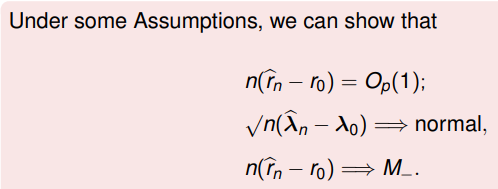 Under some Assumptions, we can show that
n(r̂ₙ − r₀) = Oₚ(1);
√n(λ̂ₙ − λ₀) ⟹ normal,
n(r̂ₙ − r₀) ⟹ M₋.